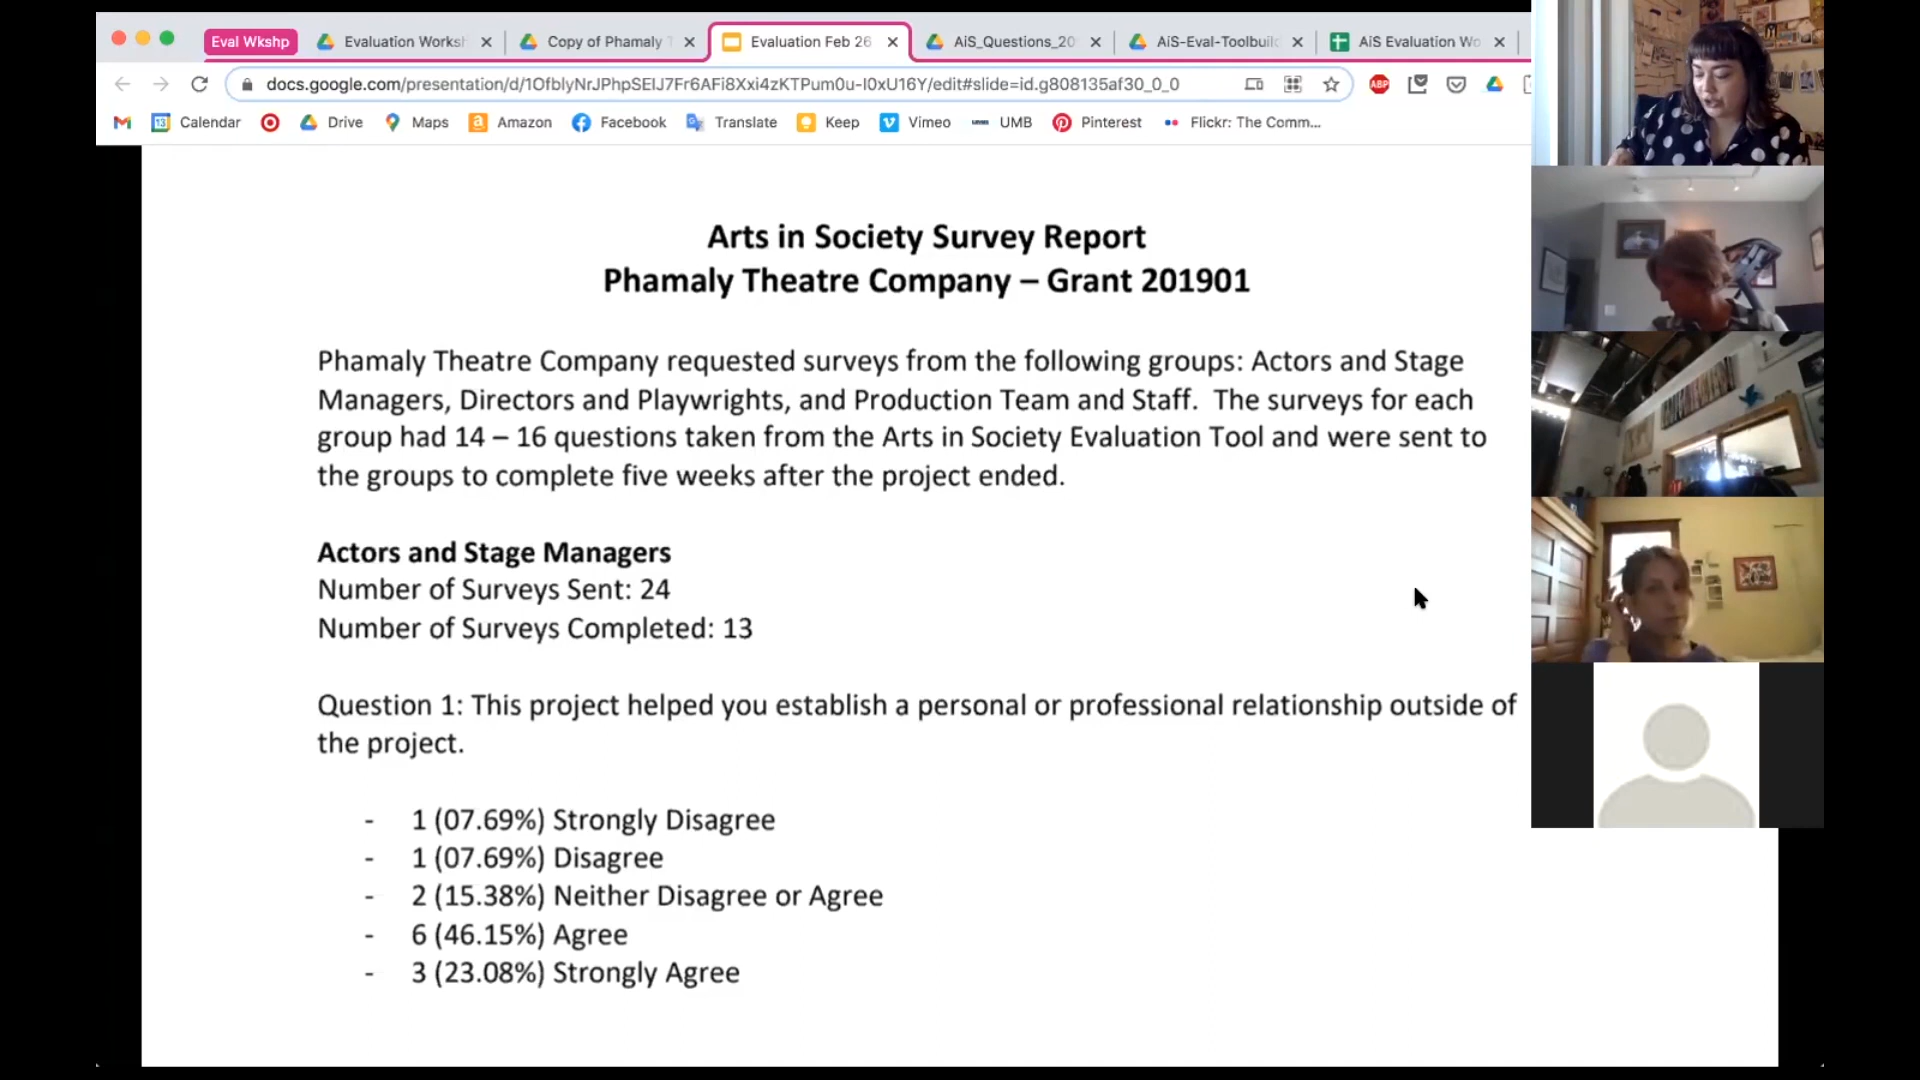 Eval Wkshp
Evaluation Worksh
Copy of Phamaly T
Evaluation Feb 26
AiS_Questions_20
AiS-Eval-Toolbuild
AiS Evaluation Wo
docs.google.com/presentation/d/1OfblyNrJPhpSEIJ7Fr6AFi8Xxi4zKTPum0u-I0xU16Y/edit#slide=id.g808135af30_0_0
ABP
13 Calendar Drive Maps Amazon Facebook Translate Keep Vimeo UMB Pinterest Flickr: The Comm...
Arts in Society Survey Report
Phamaly Theatre Company – Grant 201901
Phamaly Theatre Company requested surveys from the following groups: Actors and Stage
Managers, Directors and Playwrights, and Production Team and Staff. The surveys for each
group had 14 – 16 questions taken from the Arts in Society Evaluation Tool and were sent to
the groups to complete five weeks after the project ended.
Actors and Stage Managers
Number of Surveys Sent: 24
Number of Surveys Completed: 13
Question 1: This project helped you establish a personal or professional relationship outside of
the project.
- 1 (07.69%) Strongly Disagree
- 1 (07.69%) Disagree
- 2 (15.38%) Neither Disagree or Agree
- 6 (46.15%) Agree
- 3 (23.08%) Strongly Agree